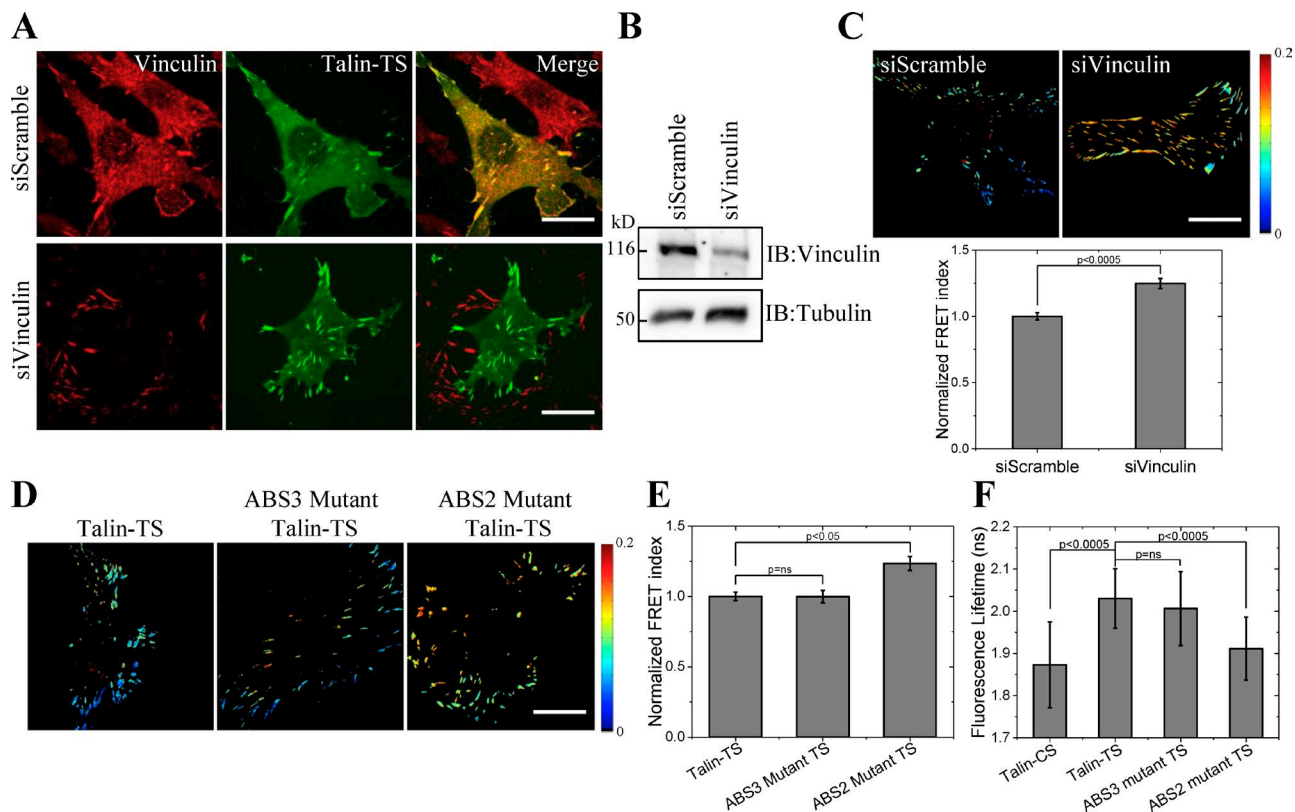 A
Vinculin
Talin-TS
Merge
siScramble
siVinculin
B
siScramble
siVinculin
kD
116
IB:Vinculin
50
IB:Tubulin
C
siScramble
siVinculin
0.2
0
Normalized FRET index
1.5
1.0
0.5
0.0
p<0.0005
siScramble
siVinculin
D
Talin-TS
ABS3 Mutant
Talin-TS
ABS2 Mutant
Talin-TS
0.2
0
E
Normalized FRET index
1.5
1.0
0.5
0.0
p<0.05
p=ns
Talin-TS
ABS3 Mutant TS
ABS2 Mutant TS
F
Fluorescence Lifetime (ns)
2.2
2.1
2.0
1.9
1.8
1.7
p<0.0005
p<0.0005
p=ns
Talin-CS
Talin-TS
ABS3 mutant TS
ABS2 mutant TS